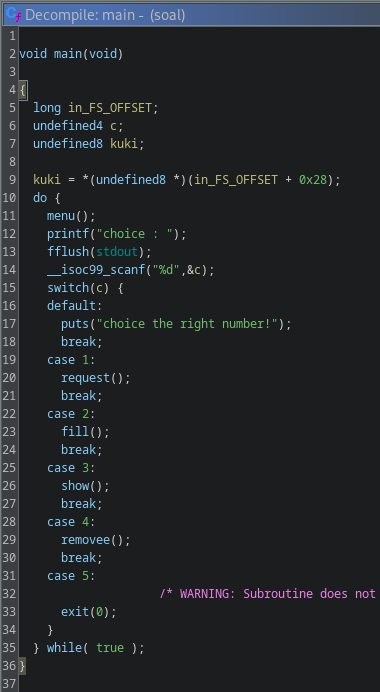 Decompile: main - (soal)
1
2 void main(void)
3
4 {
5 long in_FS_OFFSET;
6 undefined4 c;
7 undefined8 kuki;
8
9 kuki = *(undefined8 *)(in_FS_OFFSET + 0x28);
10 do {
11 menu();
12 printf("choice : ");
13 fflush(stdout);
14 __isoc99_scanf("%d",&c);
15 switch(c) {
16 default:
17 puts("choice the right number!");
18 break;
19 case 1:
20 request();
21 break;
22 case 2:
23 fill();
24 break;
25 case 3:
26 show();
27 break;
28 case 4:
29 removee();
30 break;
31 case 5:
32 /* WARNING: Subroutine does not
33 exit(0);
34 }
35 } while( true );
36 }
37